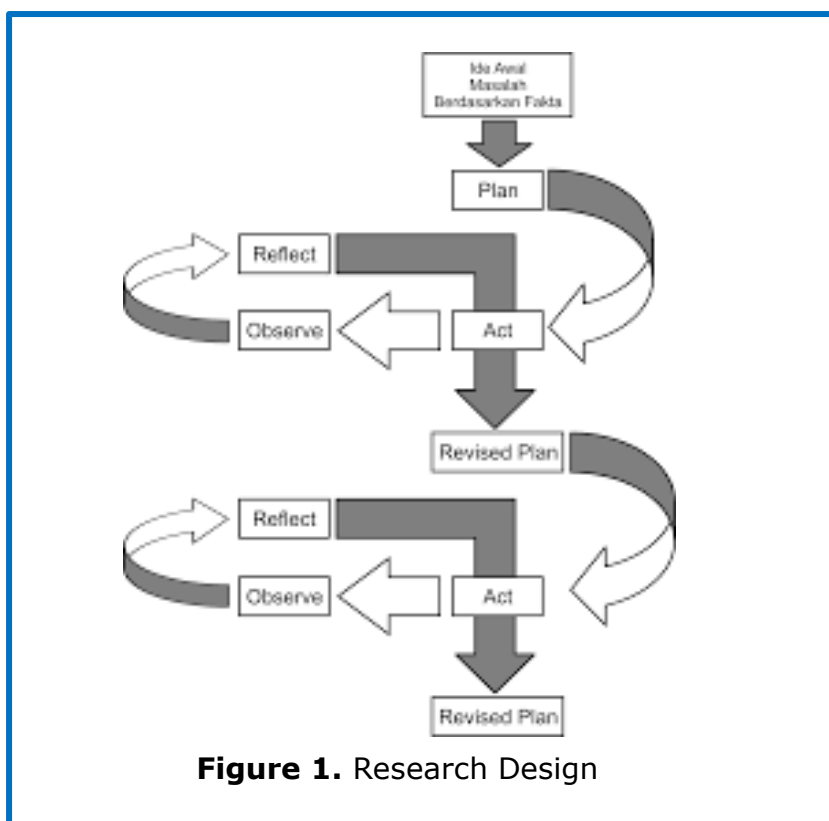 Ide Awal
Masalah
Berdasarkan Fakta
Plan
Reflect
Observe
Act
Revised Plan
Reflect
Observe
Act
Revised Plan
Figure 1. Research Design